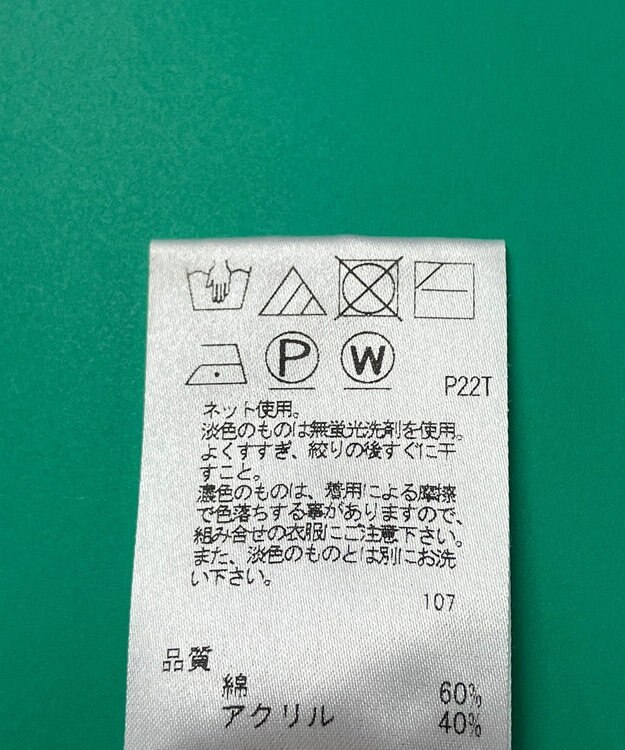 P W
P22T
ネット使用。
淡色のものは無蛍光洗剤を使用。
よくすすぎ、絞りの後すぐに干
すこと。
濃色のものは、着用による摩擦
で色落ちする事がありますので、
組み合せの衣服にご注意下さい。
また、淡色のものとは別にお洗
い下さい。
107
品質
綿 60%
アクリル 40%